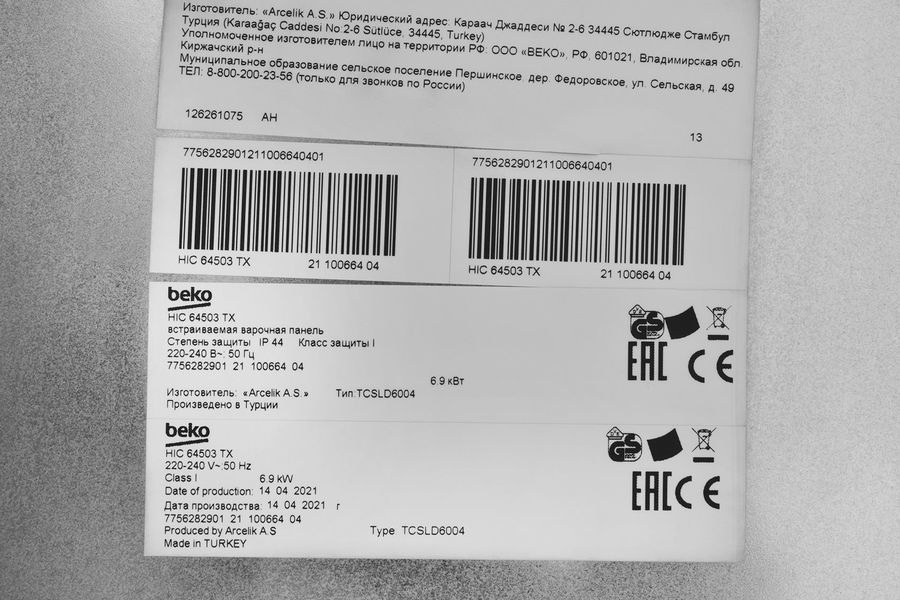 Изготовитель: «Arcelik A.S.» Юридический адрес: Караач Джаддеси № 2-6 34445 Сютлюдже Стамбул
Турция (Karaağaç Caddesi No:2-6 Sütlüce, 34445, Turkey)
Уполномоченное изготовителем лицо на территории РФ: ООО «BEKO», РФ, 601021, Владимирская обл.
Киржачский р-н
Муниципальное образование сельское поселение Першинское, дер. Федоровское, ул. Сельская, д. 49
ТЕЛ: 8-800-200-23-56 (только для звонков по России)
126261075 AH
13
7756282901211006640401
HIC 64503 TX 21 100664 04
7756282901211006640401
HIC 64503 TX 21 100664 04
beko
HIC 64503 TX
встраиваемая варочная панель
Степень защиты IP 44 Класс защиты I
220-240 В~: 50 Гц
7756282901 21 100664 04
6.9 кВт
Изготовитель: «Arcelik A.S.» Тип:TCSLD6004
Произведено в Турции
GS
EAC CE
beko
HIC 64503 TX
220-240 V~: 50 Hz
Class I 6.9 kW
Date of production: 14 04 2021
Дата производства: 14 04 2021 г
7756282901 21 100664 04
Produced by Arcelik A.S Type TCSLD6004
Made in TURKEY
GS
EAC CE